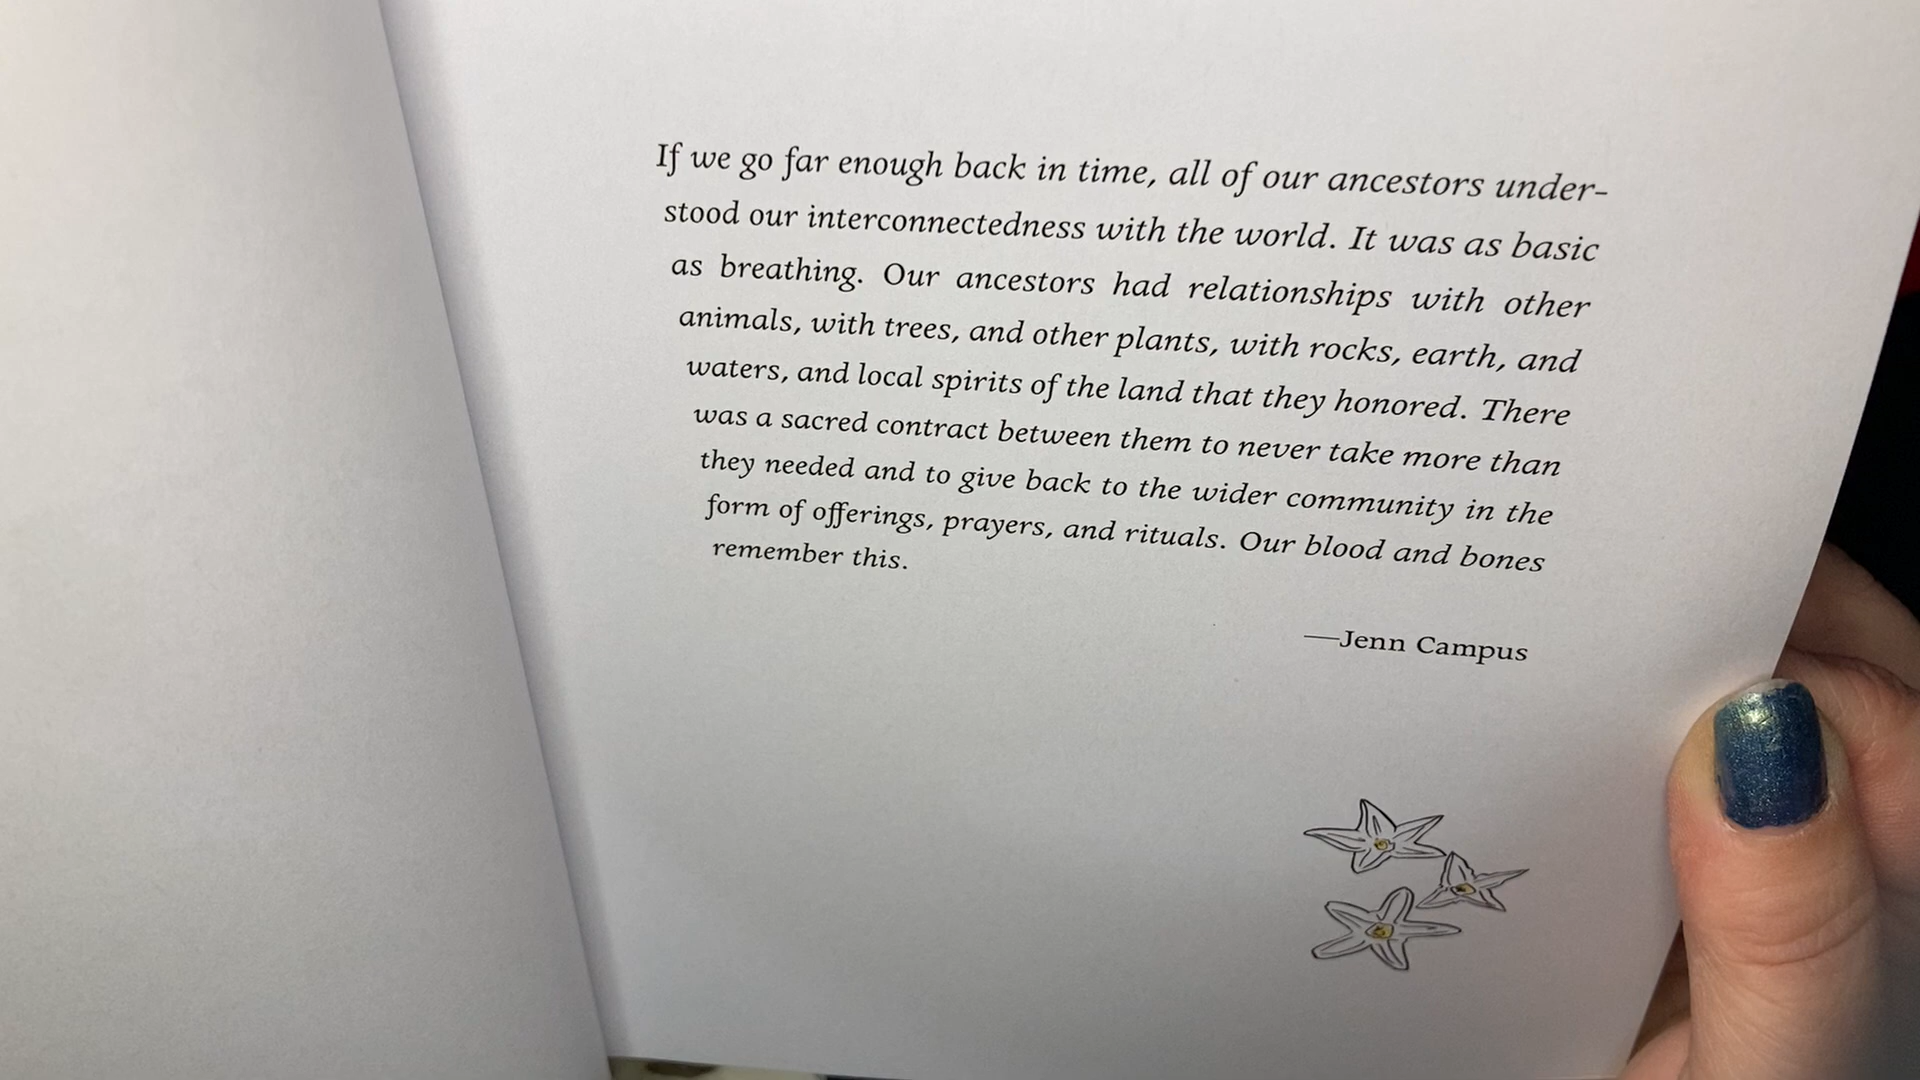 If we go far enough back in time, all of our ancestors under-
stood our interconnectedness with the world. It was as basic
as breathing. Our ancestors had relationships with other
animals, with trees, and other plants, with rocks, earth, and
waters, and local spirits of the land that they honored. There
was a sacred contract between them to never take more than
they needed and to give back to the wider community in the
form of offerings, prayers, and rituals. Our blood and bones
remember this.
—Jenn Campus